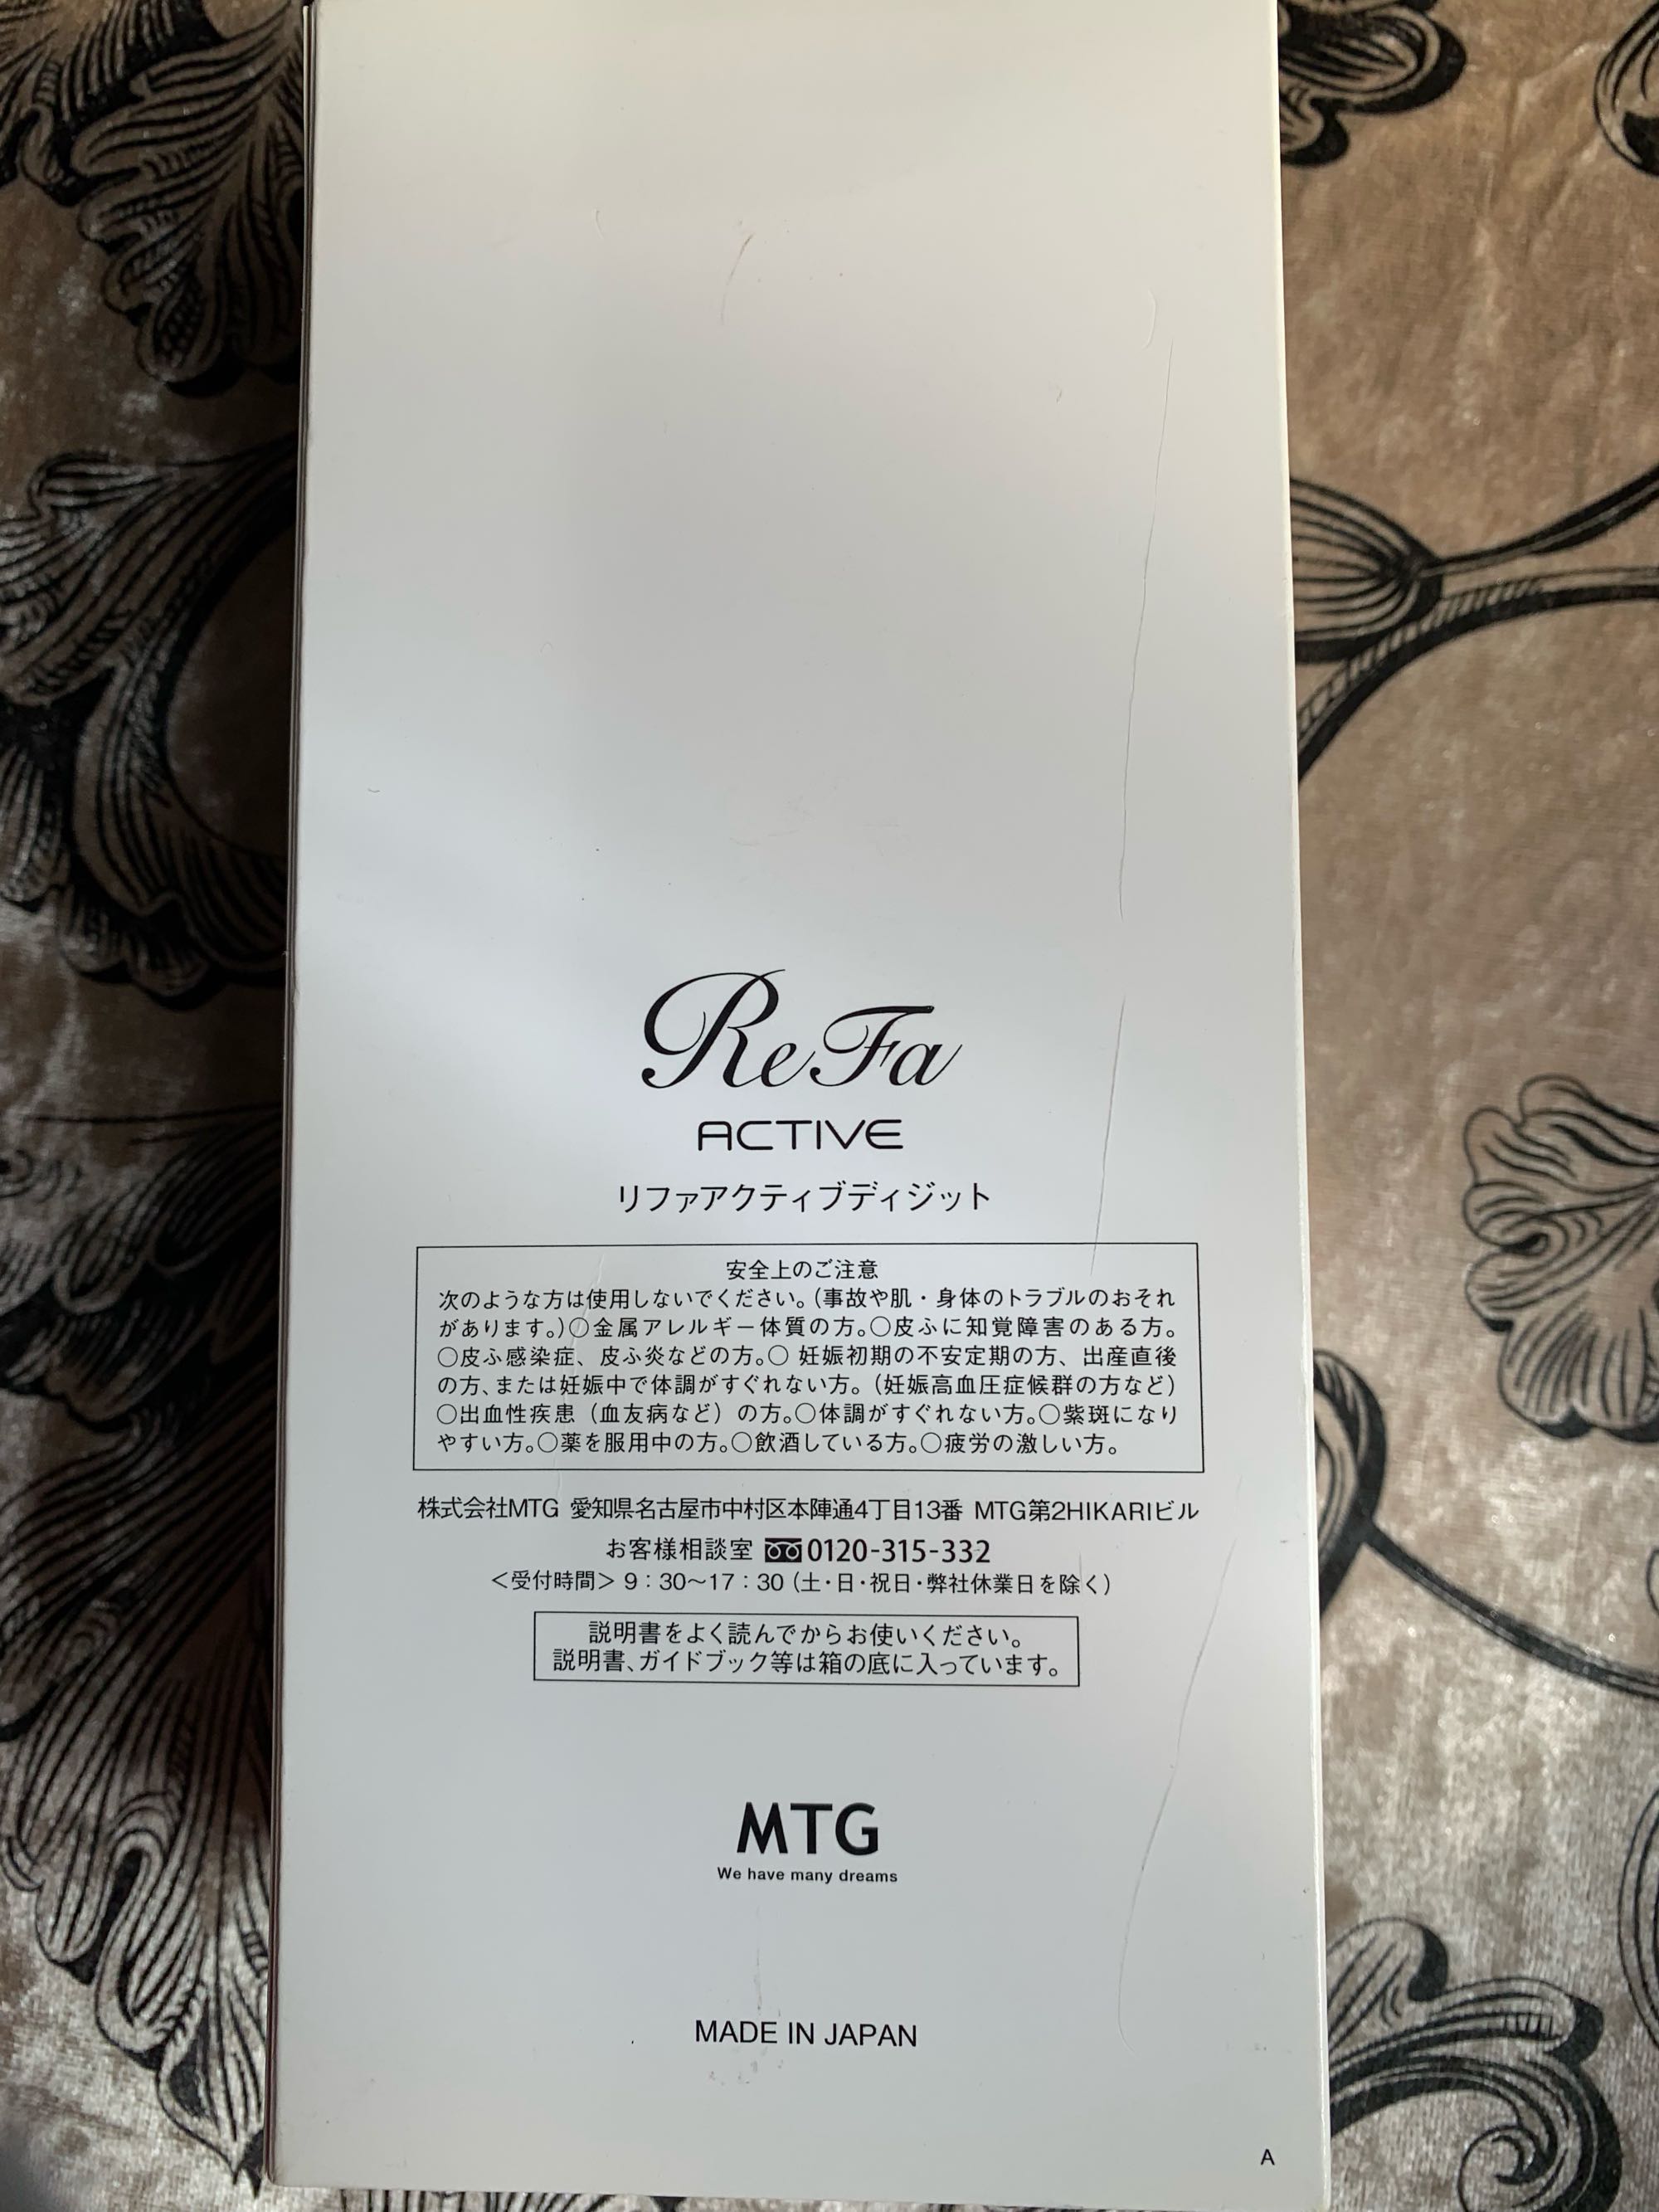 ReFa
ACTIVE
リファアクティブディジット
安全上のご注意
次のような方は使用しないでください。(事故や肌・身体のトラブルのおそれ
があります。)○金属アレルギー体質の方。○皮ふに知覚障害のある方。
○皮ふ感染症、皮ふ炎などの方。○ 妊娠初期の不安定期の方、出産直後
の方、または妊娠中で体調がすぐれない方。(妊娠高血圧症候群の方など)
○出血性疾患（血友病など）の方。○体調がすぐれない方。○紫斑になり
やすい方。○薬を服用中の方。○飲酒している方。○疲労の激しい方。
株式会社MTG 愛知県名古屋市中村区本陣通4丁目13番 MTG第2HIKARIビル
お客様相談室 0120-315-332
＜受付時間＞9：30〜17：30(土・日・祝日・弊社休業日を除く)
説明書をよく読んでからお使いください。
説明書、ガイドブック等は箱の底に入っています。
MTG
We have many dreams
MADE IN JAPAN
A